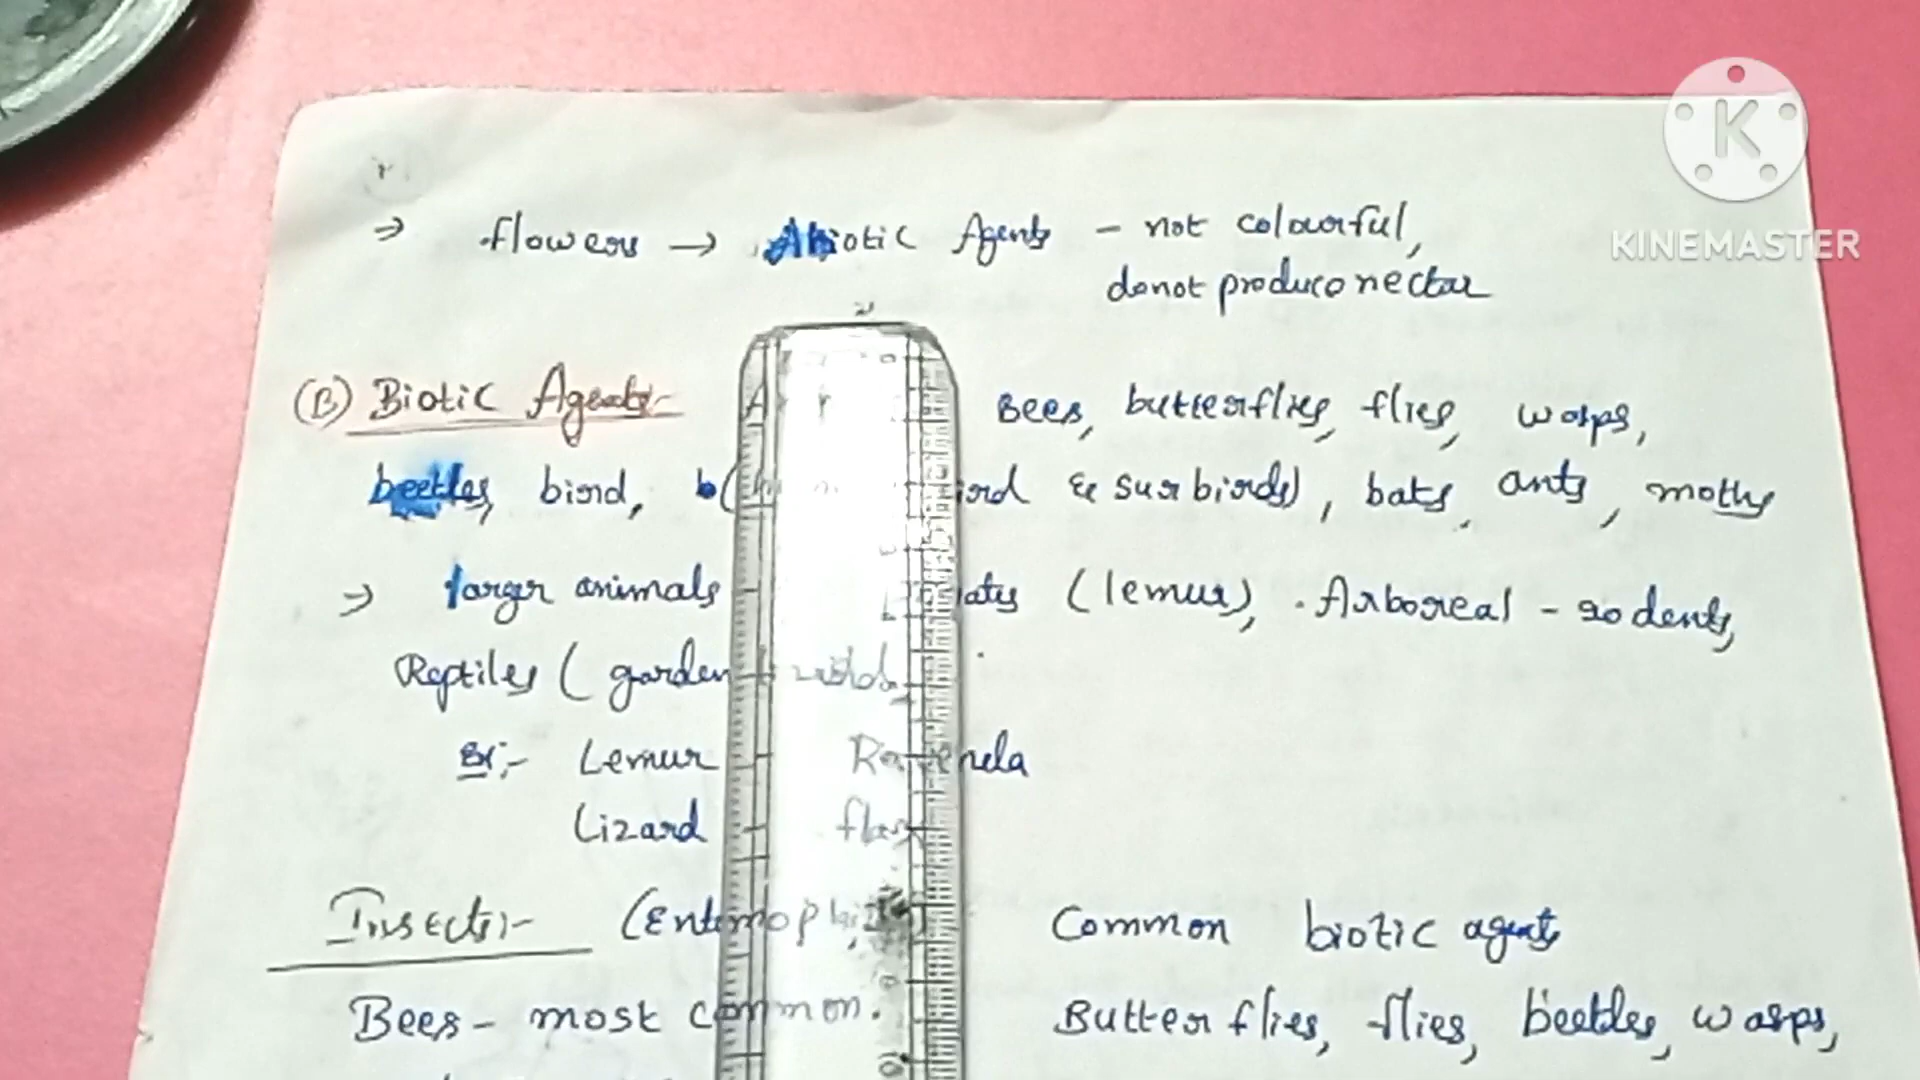 ⇒ flowers → Abiotic Agents - not colourful,
donot produce nectar
KINEMASTER
(B) Biotic Agents:- Bees, butterflies, flies, wasps,
beetles, bird, & surbirds), bats, ants, moths
⇒ larger animals (lemur), Arboreal - rodents,
Reptiles ( garden
Ex:- Lemur
Lizard
Insects:- Common biotic agents
Bees - most common. Butterflies, flies, beetles, wasps,